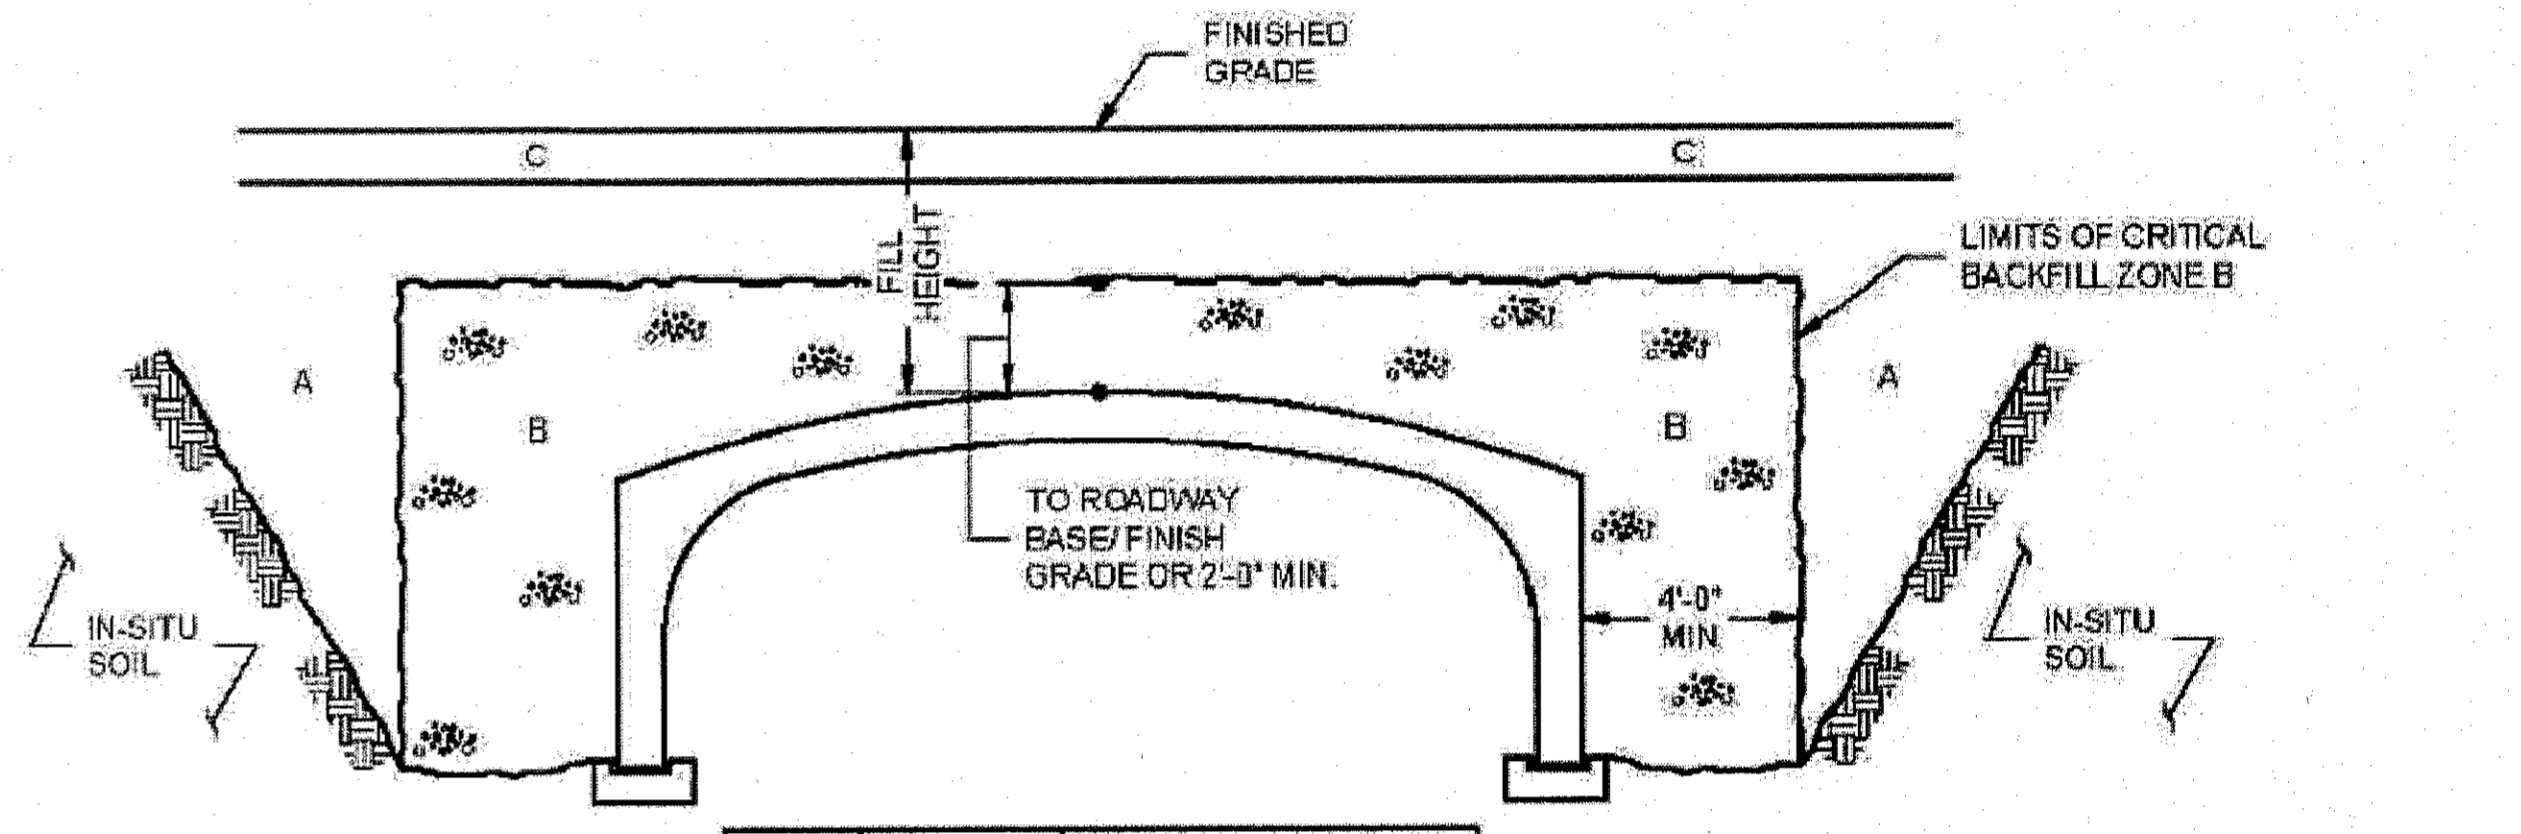 FINISHED
GRADE
C
C
FILL
HEIGHT
LIMITS OF CRITICAL
BACKFILL ZONE B
A
A
B
B
TO ROADWAY
BASE/FINISH
GRADE OR 2'-0" MIN.
4'-0"
MIN
IN-SITU
SOIL
IN-SITU
SOIL